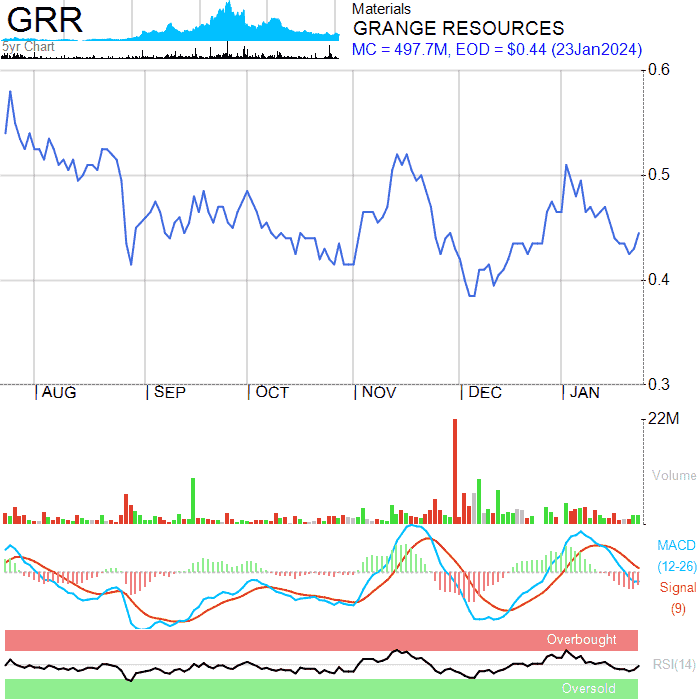 GRR
5yr Chart
Materials
GRANGE RESOURCES
MC = 497.7M, EOD = $0.44 (23Jan2024)
0.6
0.5
0.4
0.3
AUG SEP OCT NOV DEC JAN
22M
Volume
MACD
(12-26)
Signal
(9)
Overbought
RSI(14)
Oversold